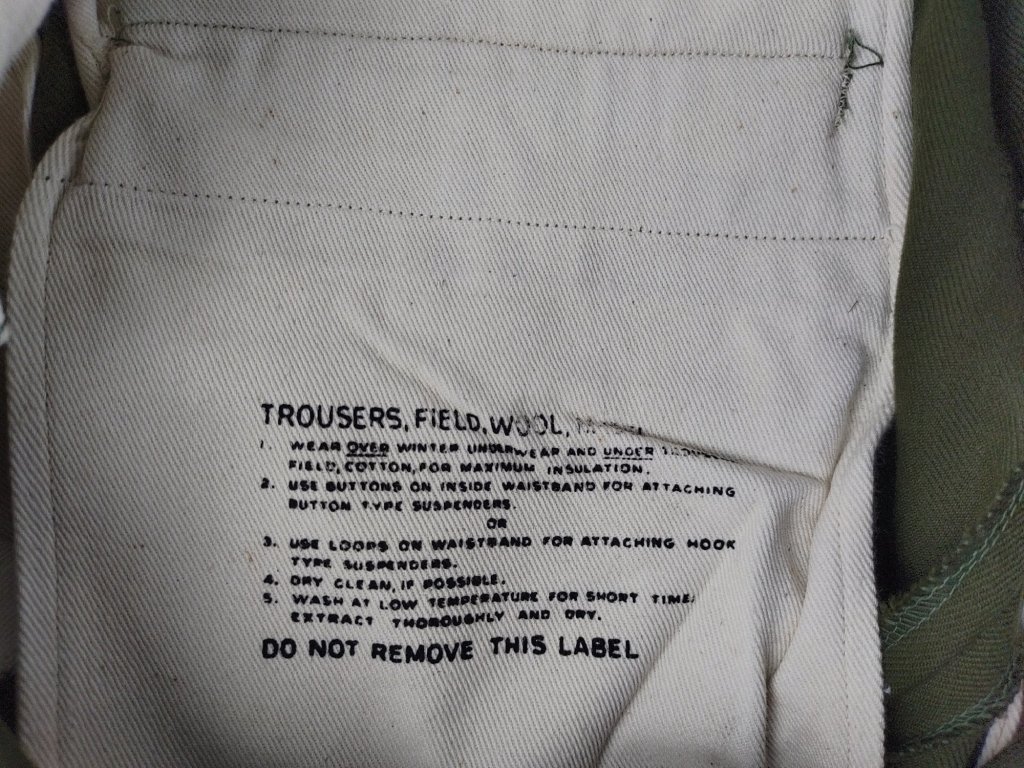 TROUSERS, FIELD, WOOL,
1. WEAR OVER WINTER UNDERWEAR AND UNDER
FIELD, COTTON, FOR MAXIMUM INSULATION.
2. USE BUTTONS ON INSIDE WAISTBAND FOR ATTACHING
BUTTON TYPE SUSPENDERS.
OR
3. USE LOOPS ON WAISTBAND FOR ATTACHING HOOK
TYPE SUSPENDERS.
4. DRY CLEAN, IF POSSIBLE.
5. WASH AT LOW TEMPERATURE FOR SHORT TIME;
EXTRACT THOROUGHLY AND DRY.
DO NOT REMOVE THIS LABEL